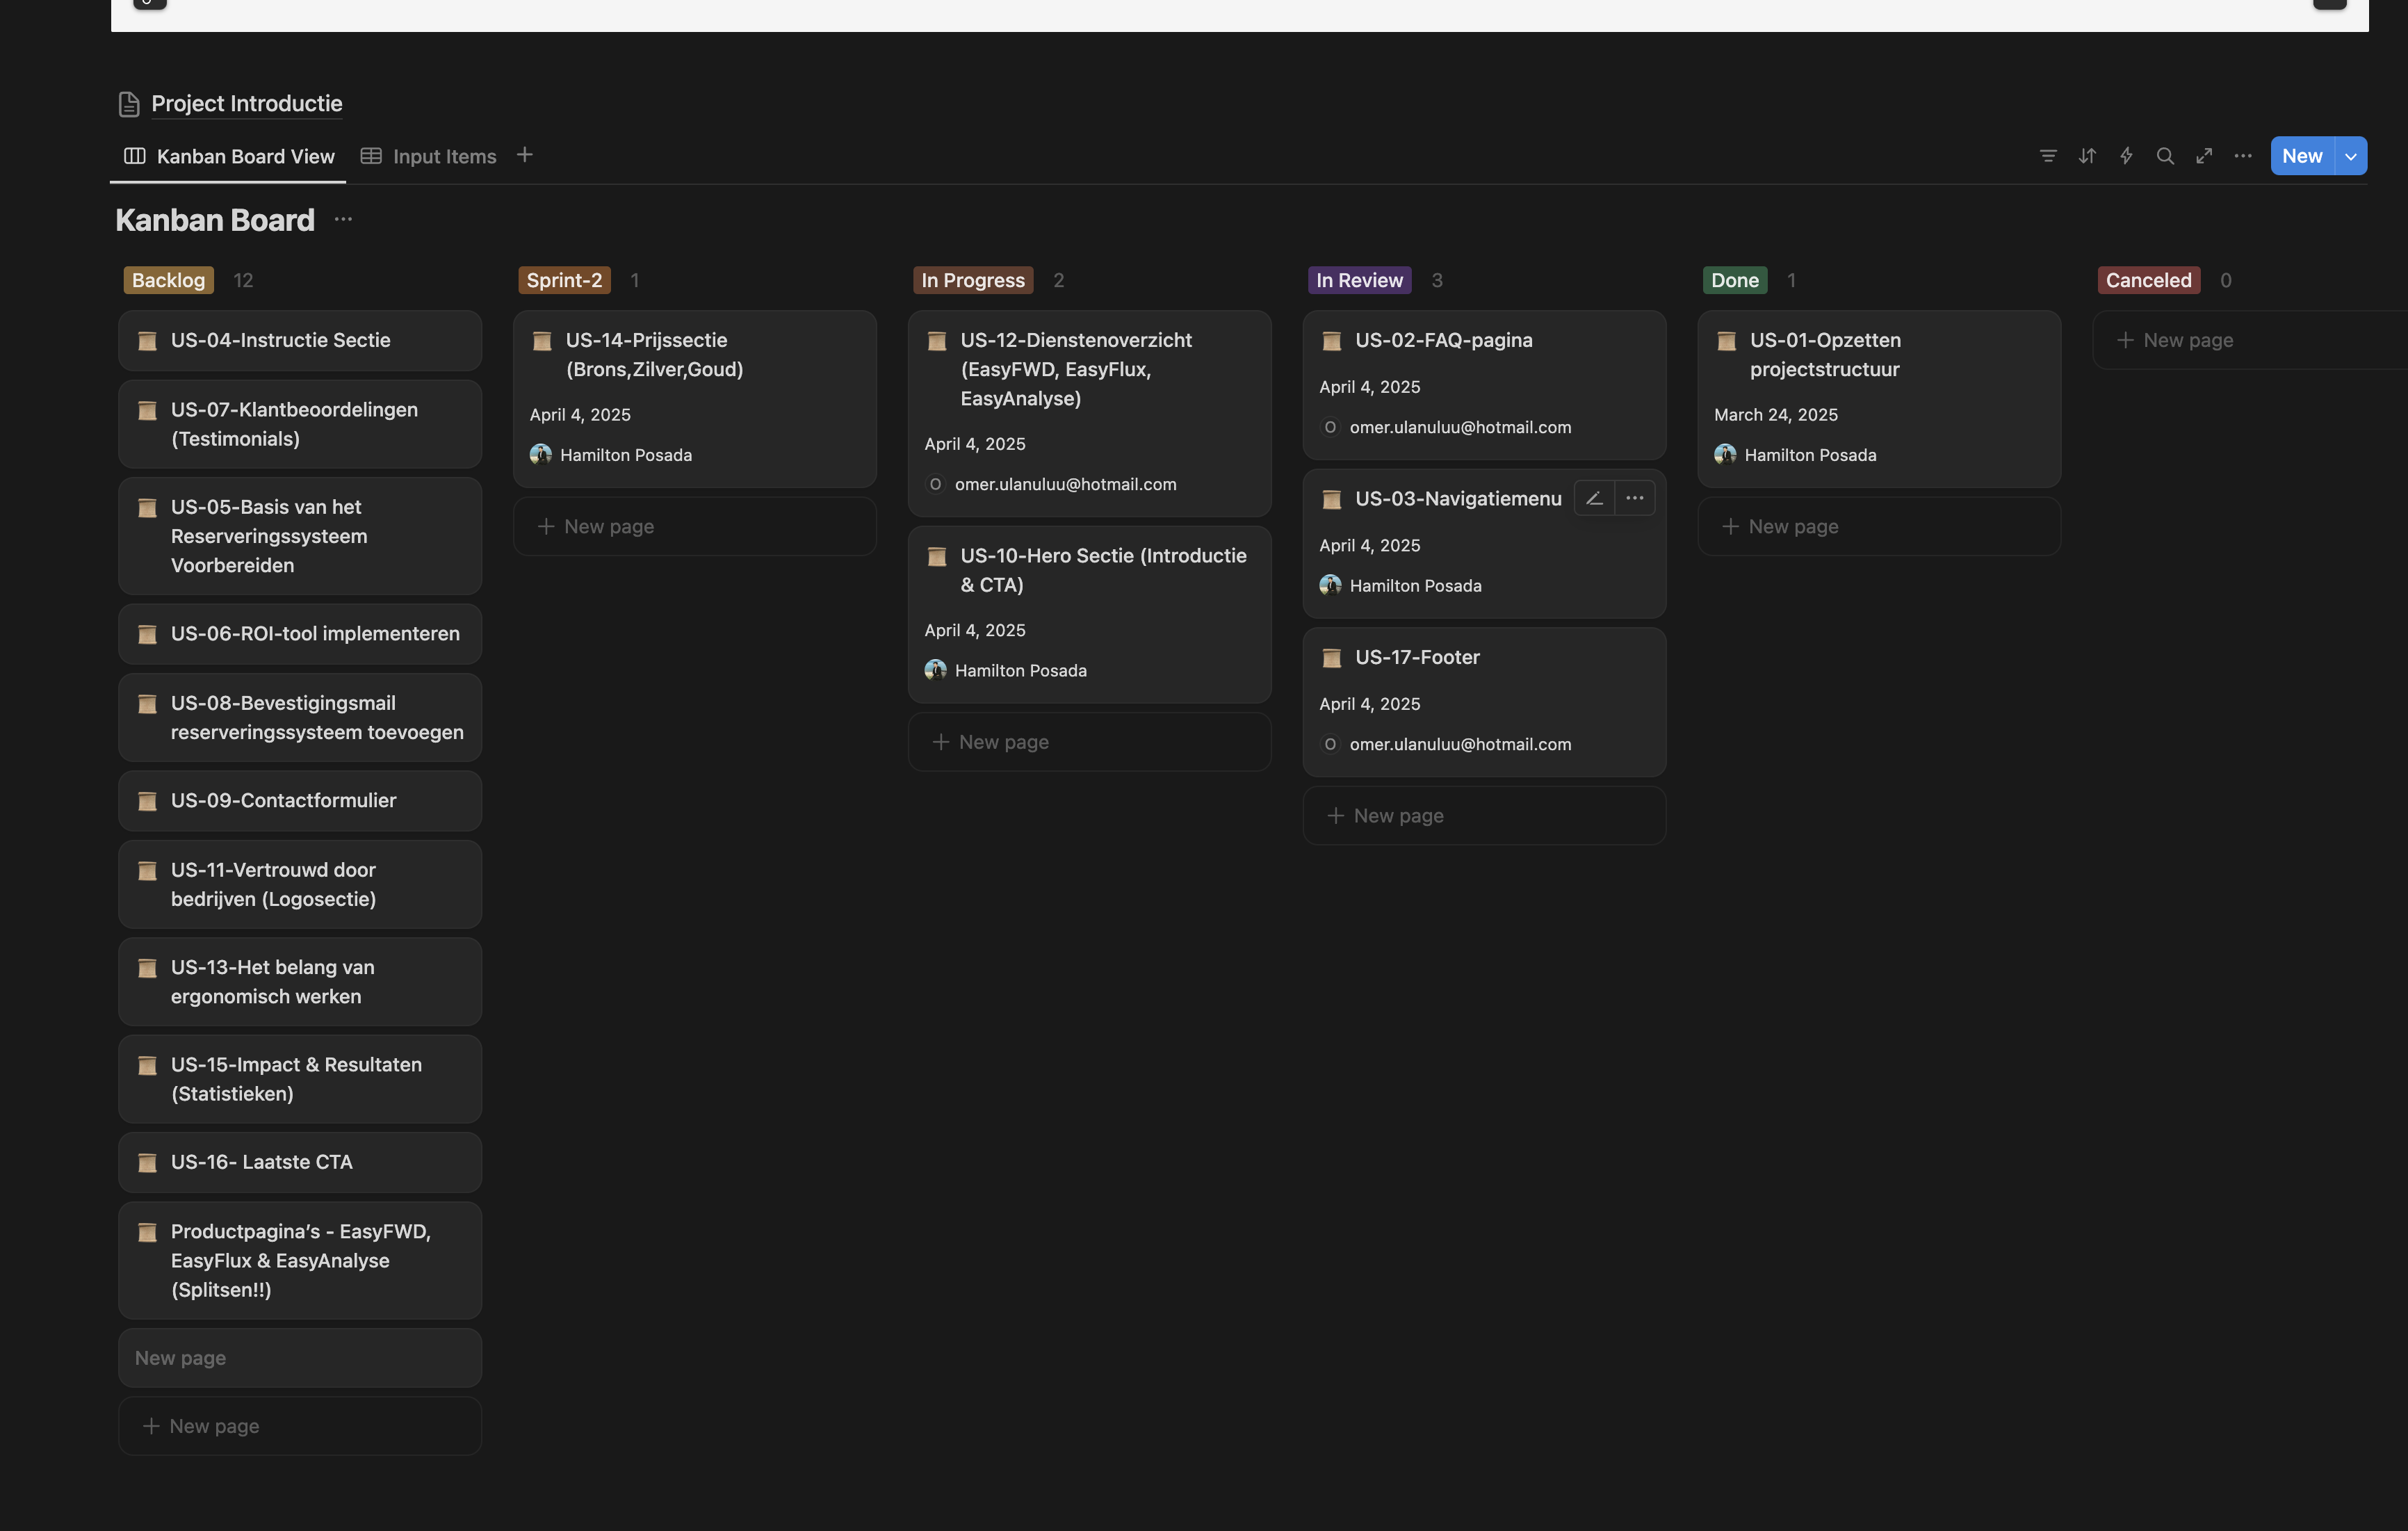 Project Introductie
Kanban Board View
Input Items
New
Kanban Board
Backlog 12
US-04-Instructie Sectie
US-07-Klantbeoordelingen
(Testimonials)
US-05-Basis van het
Reserveringssysteem
Voorbereiden
US-06-ROI-tool implementeren
US-08-Bevestigingsmail
reserveringssysteem toevoegen
US-09-Contactformulier
US-11-Vertrouwd door
bedrijven (Logosectie)
US-13-Het belang van
ergonomisch werken
US-15-Impact & Resultaten
(Statistieken)
US-16- Laatste CTA
Productpagina’s - EasyFWD,
EasyFlux & EasyAnalyse
(Splitsen!!)
New page
+ New page
Sprint-2 1
US-14-Prijssectie
(Brons,Zilver,Goud)
April 4, 2025
Hamilton Posada
+ New page
In Progress 2
US-12-Dienstenoverzicht
(EasyFWD, EasyFlux,
EasyAnalyse)
April 4, 2025
O omer.ulanuluu@hotmail.com
US-10-Hero Sectie (Introductie
& CTA)
April 4, 2025
Hamilton Posada
+ New page
In Review 3
US-02-FAQ-pagina
April 4, 2025
O omer.ulanuluu@hotmail.com
US-03-Navigatiemenu
April 4, 2025
Hamilton Posada
US-17-Footer
April 4, 2025
O omer.ulanuluu@hotmail.com
+ New page
Done 1
US-01-Opzetten
projectstructuur
March 24, 2025
Hamilton Posada
+ New page
Canceled 0
+ New page